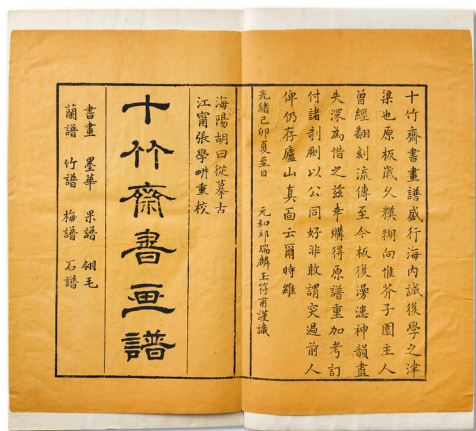 十竹齋書畫譜盛行海内誠後學之津
梁也原板歲久糢糊向惟芥子園主人
曾經翻刻流傳至今板復漫漶神韻盡
失深為惜之茲幸購得原譜重加考訂
付諸剞劂以公同好非敢謂突過前人
俾仍存廬山真面云爾時維
光緒己卯夏至日 元和邱瑞麟玉符甫謹識
海陽胡曰從摹古
江甯張學畊重校
十竹齋書画譜
書畫 墨華 果譜 翎毛
蘭譜 竹譜 梅譜 石譜